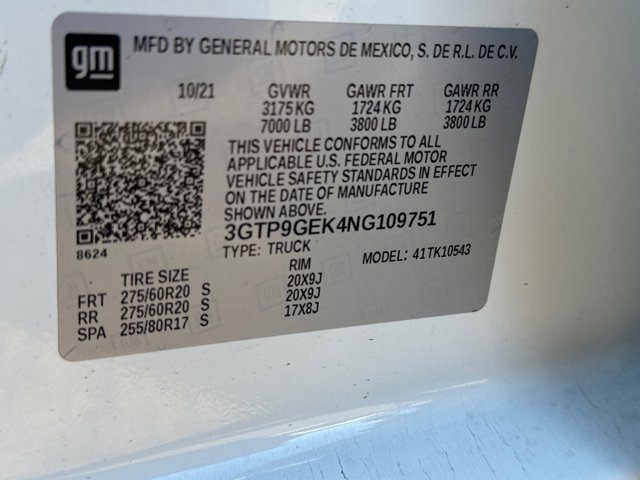 gm
MFD BY GENERAL MOTORS DE MEXICO, S. DE R.L. DE C.V.
10/21 GVWR GAWR FRT GAWR RR
3175 KG 1724 KG 1724 KG
7000 LB 3800 LB 3800 LB
THIS VEHICLE CONFORMS TO ALL
APPLICABLE U.S. FEDERAL MOTOR
VEHICLE SAFETY STANDARDS IN EFFECT
ON THE DATE OF MANUFACTURE
SHOWN ABOVE.
3GTP9GEK4NG109751
8624
TYPE: TRUCK MODEL: 41TK10543
TIRE SIZE RIM
FRT 275/60R20 S 20X9J
RR 275/60R20 S 20X9J
SPA 255/80R17 S 17X8J